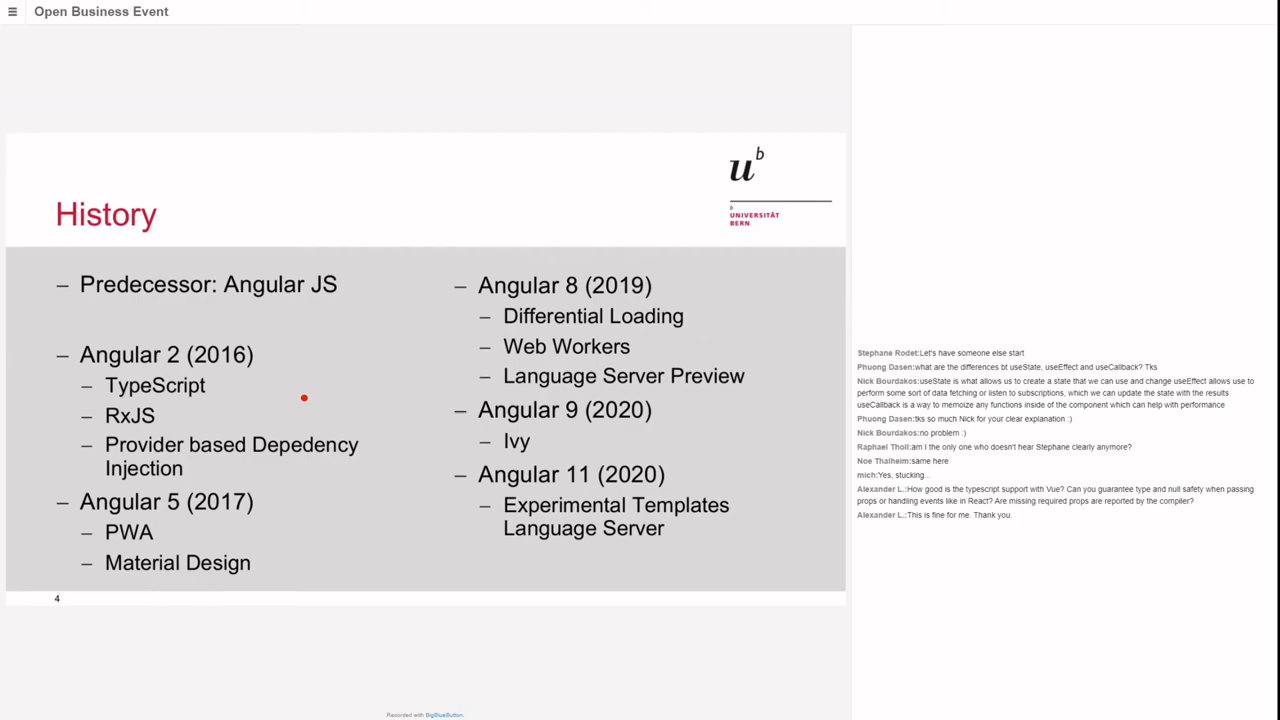 Open Business Event
u b
b
UNIVERSITÄT
BERN
History
– Predecessor: Angular JS
– Angular 2 (2016)
– TypeScript
– RxJS
– Provider based Depedency
Injection
– Angular 5 (2017)
– PWA
– Material Design
– Angular 8 (2019)
– Differential Loading
– Web Workers
– Language Server Preview
– Angular 9 (2020)
– Ivy
– Angular 11 (2020)
– Experimental Templates
Language Server
4
Stephane Rodet:Let's have someone else start
Phuong Dasen:what are the differences bt useState, useEffect and useCallback? Tks
Nick Bourdakos:useState is what allows us to create a state that we can use and change useEffect allows use to
perform some sort of data fetching or listen to subscriptions, which we can update the state with the results
useCallback is a way to memoize any functions inside of the component which can help with performance
Phuong Dasen:tks so much Nick for your clear explanation :)
Nick Bourdakos:no problem :)
Raphael Tholl:am I the only one who doesn't hear Stephane clearly anymore?
Noe Thalheim:same here
mich:Yes, stucking...
Alexander L.:How good is the typescript support with Vue? Can you guarantee type and null safety when passing
props or handling events like in React? Are missing required props are reported by the compiler?
Alexander L.:This is fine for me. Thank you.
Recorded with BigBlueButton.